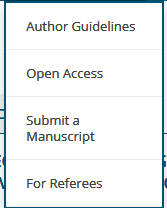 Author Guidelines
Open Access
Submit a
Manuscript
For Referees